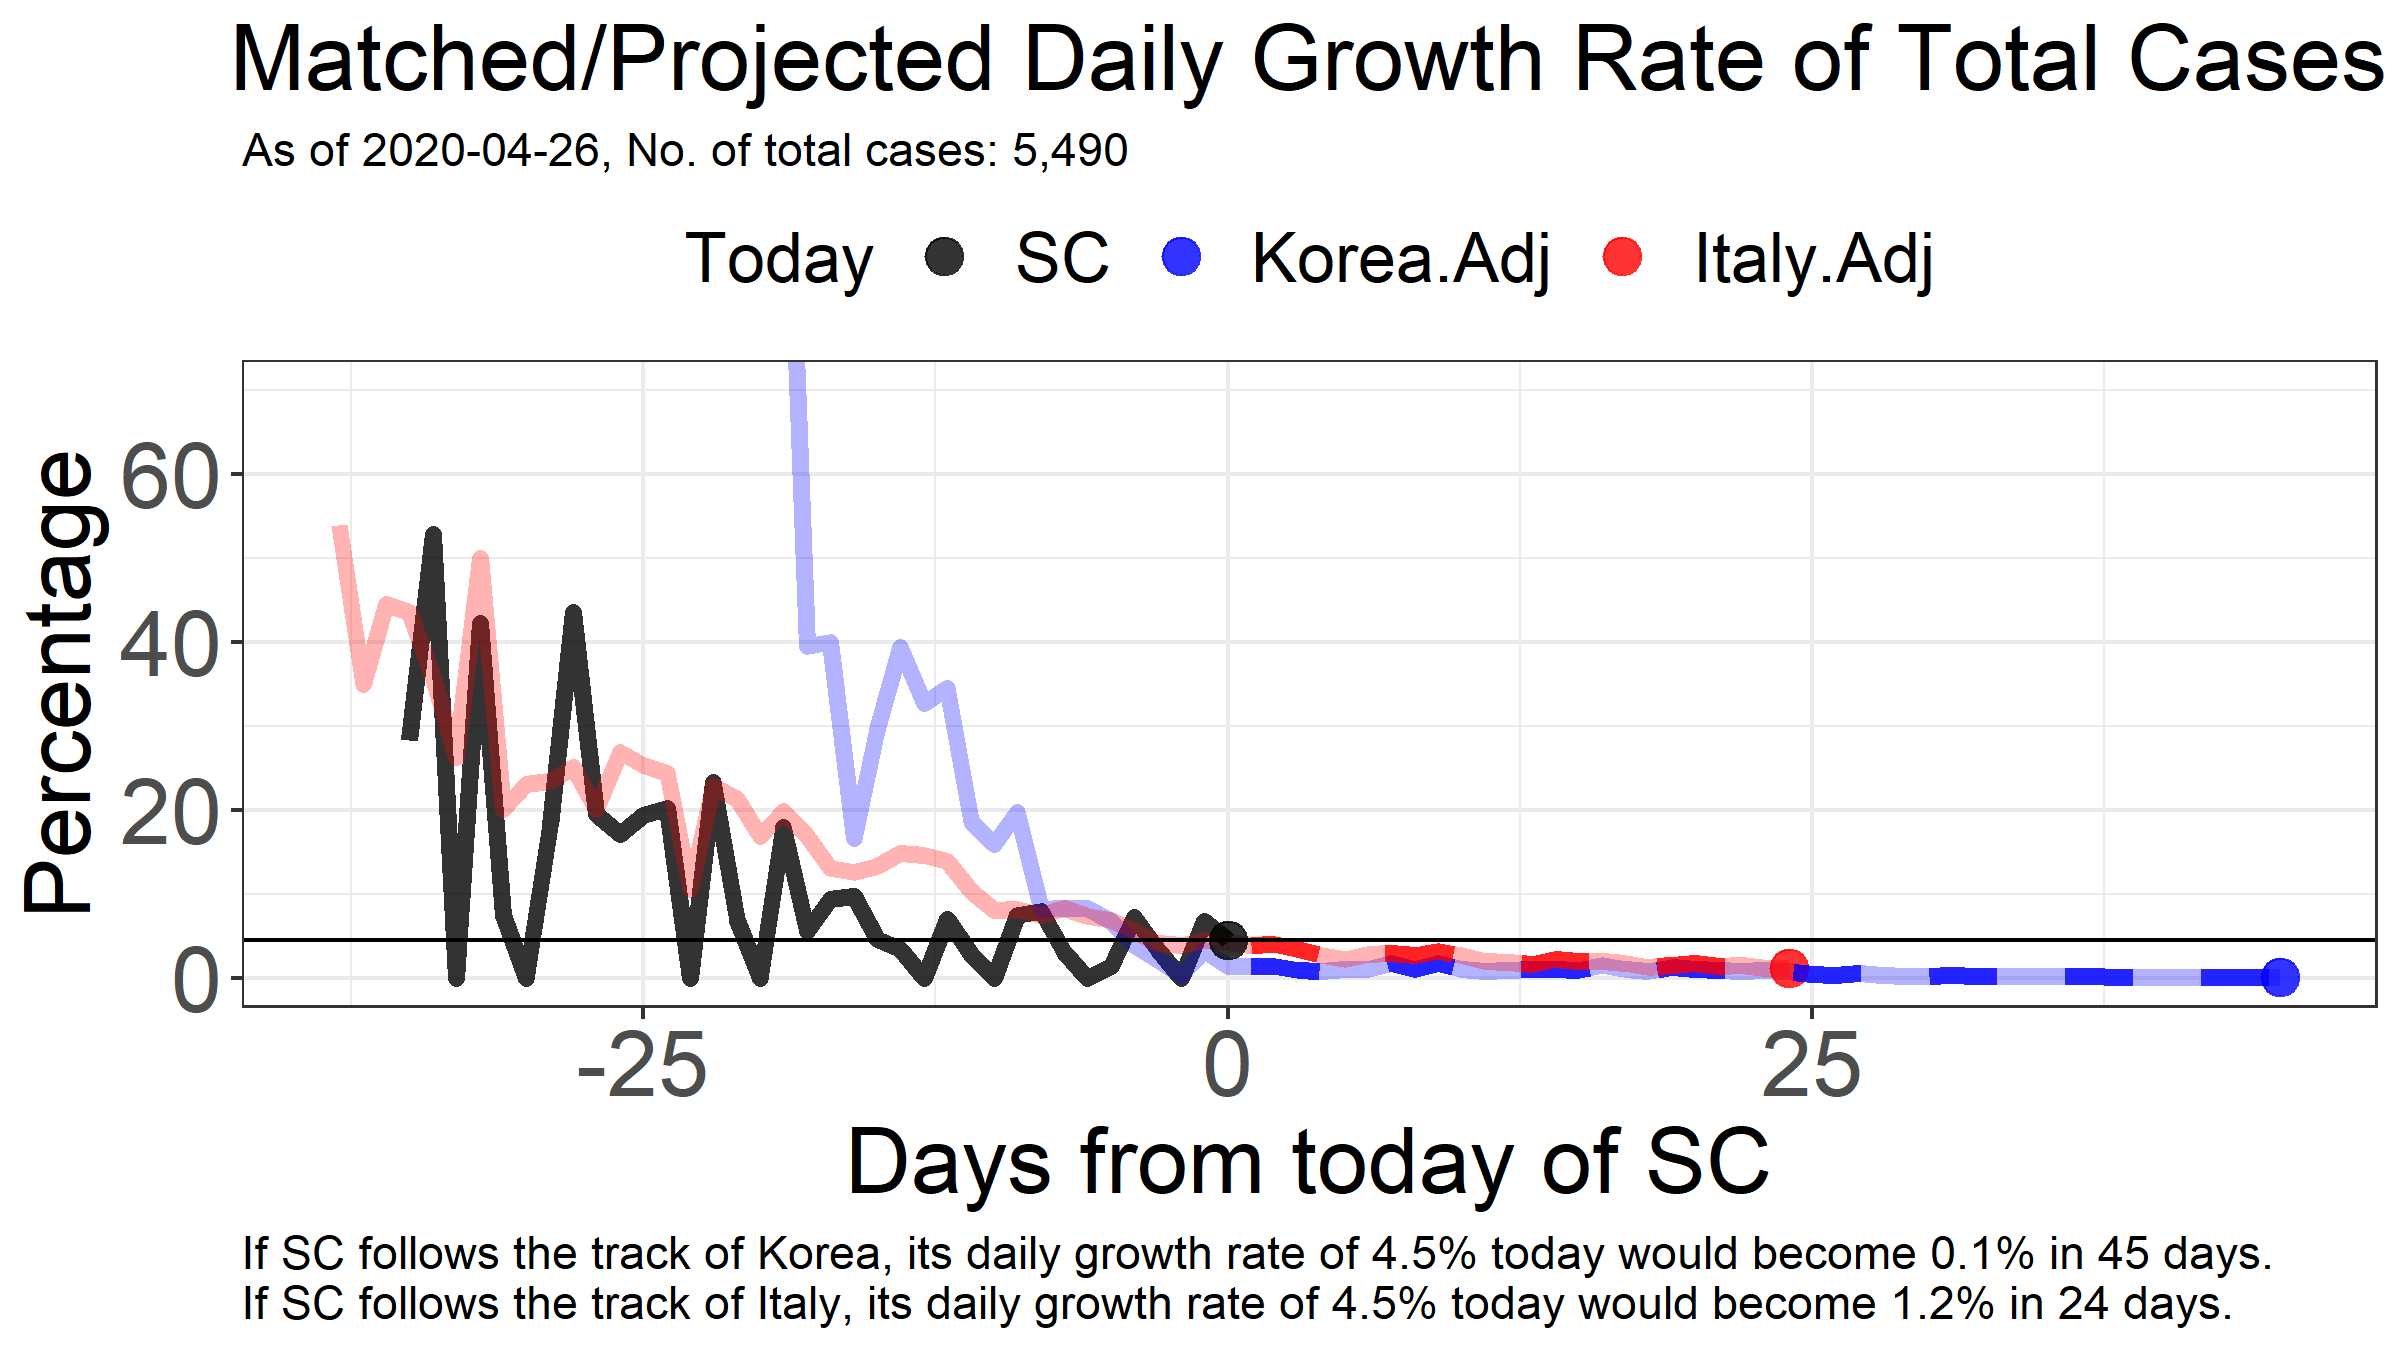 Matched/Projected Daily Growth Rate of Total Cases
As of 2020-04-26, No. of total cases: 5,490
Today SC Korea.Adj Italy.Adj
Percentage
60
40
20
0
-25 0 25
Days from today of SC
If SC follows the track of Korea, its daily growth rate of 4.5% today would become 0.1% in 45 days.
If SC follows the track of Italy, its daily growth rate of 4.5% today would become 1.2% in 24 days.